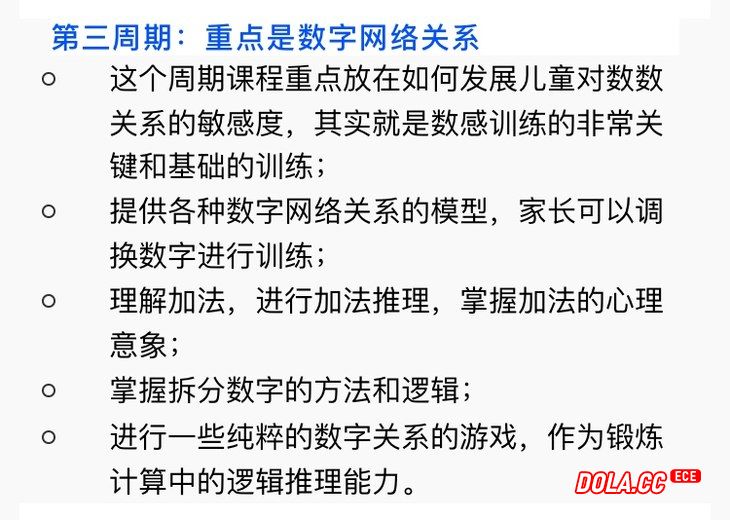 第三周期：重点是数字网络关系
这个周期课程重点放在如何发展儿童对数数
关系的敏感度，其实就是数感训练的非常关
键和基础的训练；
提供各种数字网络关系的模型，家长可以调
换数字进行训练；
理解加法，进行加法推理，掌握加法的心理
意象；
掌握拆分数字的方法和逻辑；
进行一些纯粹的数字关系的游戏，作为锻炼
计算中的逻辑推理能力。
DOLA.CC ECE